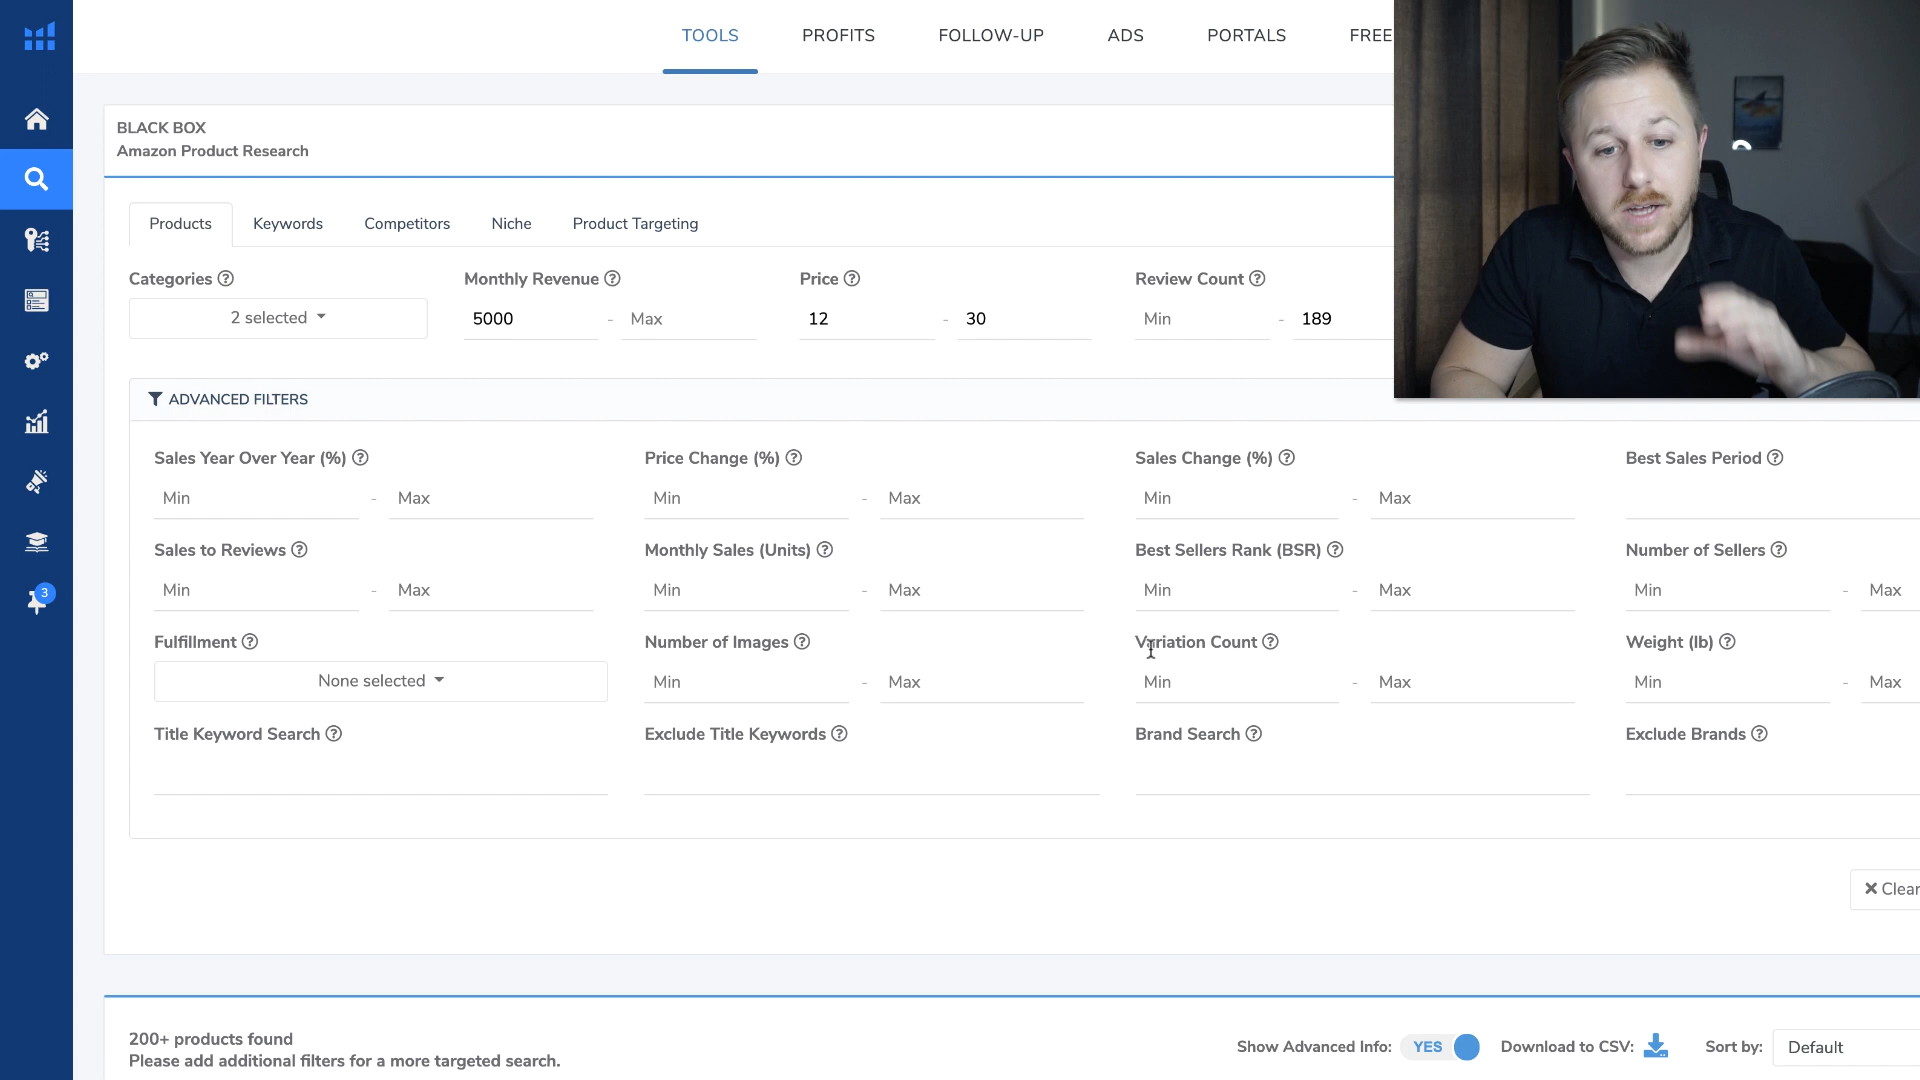 TOOLS PROFITS FOLLOW-UP ADS PORTALS FREE
BLACK BOX
Amazon Product Research
Products Keywords Competitors Niche Product Targeting
Categories Monthly Revenue Price Review Count
2 selected 5000 - Max 12 - 30 Min - 189
ADVANCED FILTERS
Sales Year Over Year (%) Price Change (%) Sales Change (%) Best Sales Period
Min - Max Min - Max Min - Max
Sales to Reviews Monthly Sales (Units) Best Sellers Rank (BSR) Number of Sellers
Min - Max Min - Max Min - Max Min - Max
3
Fulfillment Number of Images Variation Count Weight (lb)
None selected Min - Max Min - Max Min - Max
Title Keyword Search Exclude Title Keywords Brand Search Exclude Brands
Clear
200+ products found
Please add additional filters for a more targeted search.
Show Advanced Info: YES Download to CSV: Sort by: Default